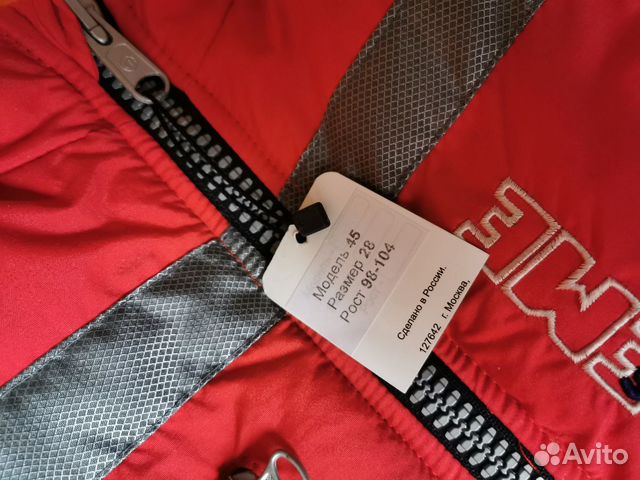 Модель 45
Размер 28
Рост 98-104
Сделано в России.
127642 г. Москва,
Avito